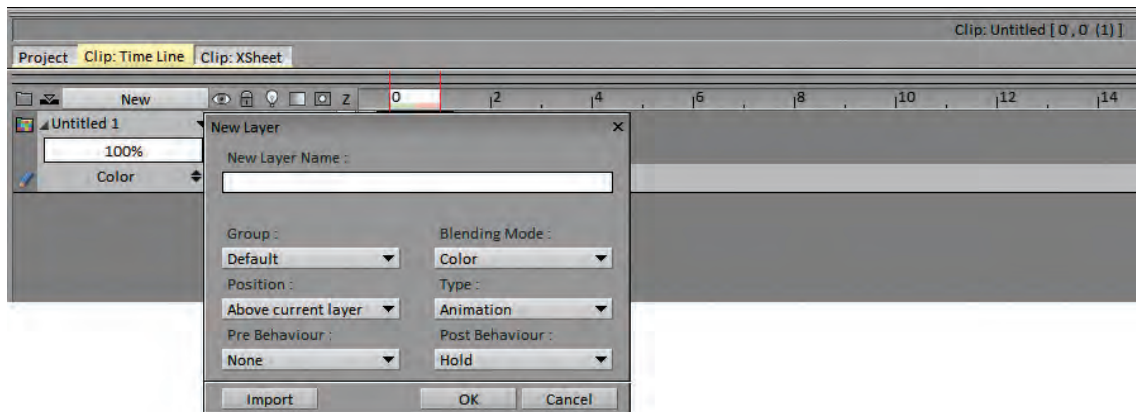 Clip: Untitled [ 0 , 0 (1) ]
Project Clip: Time Line Clip: XSheet
New Z 0 2 4 6 8 10 12 14
Untitled 1
100%
Color
New Layer
New Layer Name :
Group : Blending Mode :
Default Color
Position : Type :
Above current layer Animation
Pre Behaviour : Post Behaviour :
None Hold
Import OK Cancel